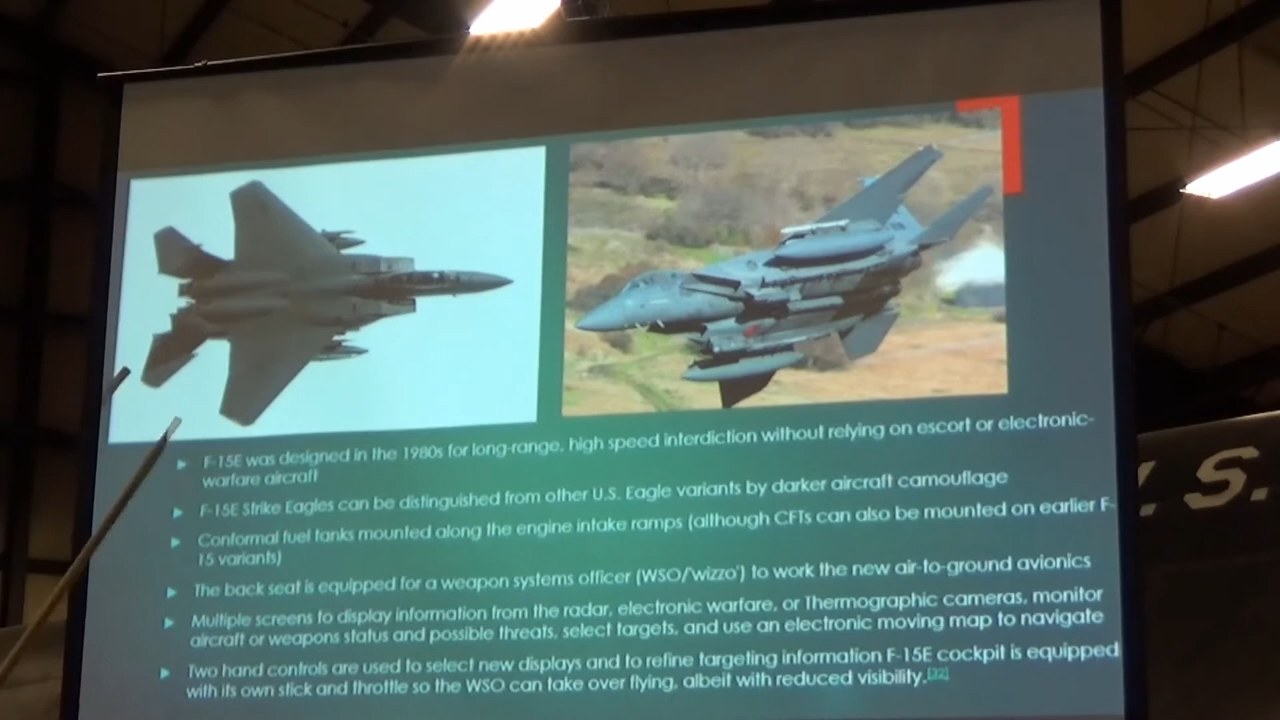 F-15E was designed in the 1980s for long-range, high speed interdiction without relying on escort or electronic-
warfare aircraft
F-15E Strike Eagles can be distinguished from other U.S. Eagle variants by darker aircraft camouflage
Conformal fuel tanks mounted along the engine intake ramps (although CFTs can also be mounted on earlier F-
15 variants)
The back seat is equipped for a weapon systems officer (WSO/'wizzo') to work the new air-to-ground avionics
Multiple screens to display information from the radar, electronic warfare, or Thermographic cameras, monitor
aircraft or weapons status and possible threats, select targets, and use an electronic moving map to navigate
Two hand controls are used to select new displays and to refine targeting information F-15E cockpit is equipped
with its own stick and throttle so the WSO can take over flying, albeit with reduced visibility.[32]
U.S.